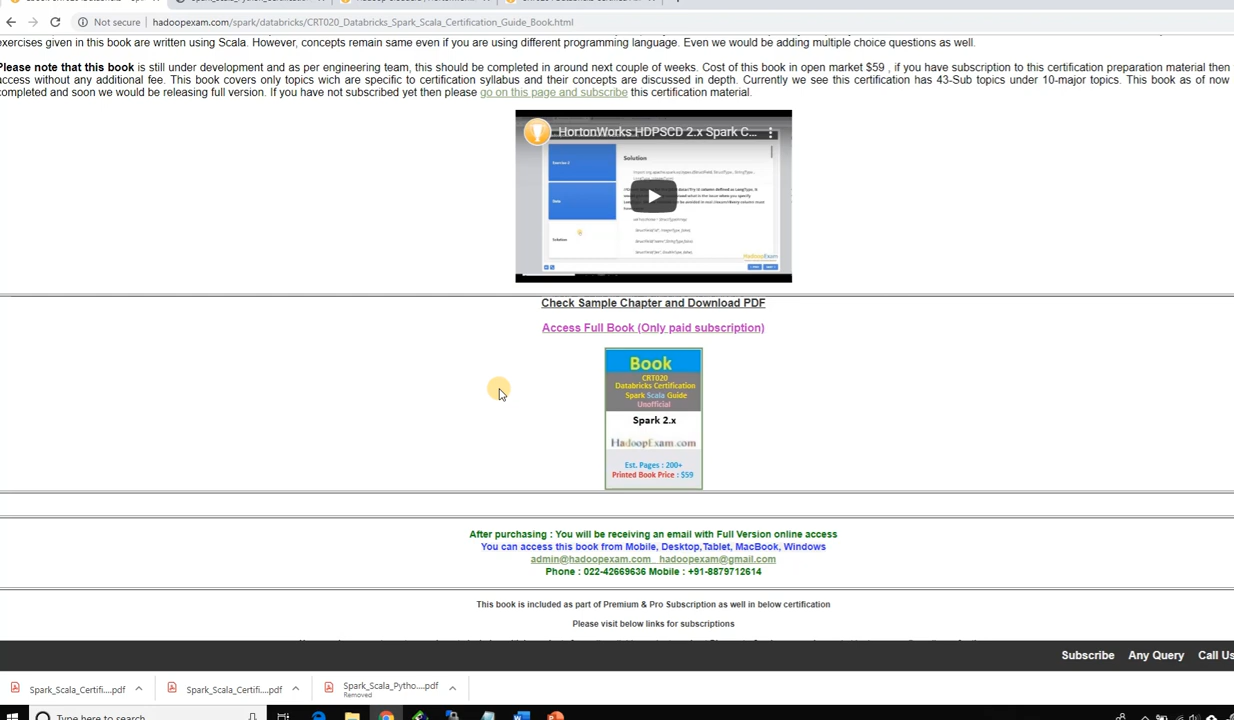 Not secure | hadoopexam.com/spark/databricks/CRT020_Databricks_Spark_Scala_Certification_Guide_Book.html
exercises given in this book are written using Scala. However, concepts remain same even if you are using different programming language. Even we would be adding multiple choice questions as well.
Please note that this book is still under development and as per engineering team, this should be completed in around next couple of weeks. Cost of this book in open market $59 , if you have subscription to this certification preparation material then
access without any additional fee. This book covers only topics wich are specific to certification syllabus and their concepts are discussed in depth. Currently we see this certification has 43-Sub topics under 10-major topics. This book as of now
completed and soon we would be releasing full version. If you have not subscribed yet then please go on this page and subscribe this certification material.
HortonWorks HDPSCD 2.x Spark C...
Solution
Exercise 2
Note
Solution
HadoopExam
Check Sample Chapter and Download PDF
Access Full Book (Only paid subscription)
Book
CRT020
Databricks Certification
Spark Scala Guide
Unofficial
Spark 2.x
HadoopExam.com
Est. Pages : 200+
Printed Book Price : $59
After purchasing : You will be receiving an email with Full Version online access
You can access this book from Mobile, Desktop,Tablet, MacBook, Windows
admin@hadoopexam.com hadoopexam@gmail.com
Phone : 022-42669636 Mobile : +91-8879712614
This book is included as part of Premium & Pro Subscription as well in below certification
Please visit below links for subscriptions
Subscribe Any Query Call Us
Spark_Scala_Certifi....pdf Spark_Scala_Certifi....pdf Spark_Scala_Pytho....pdf
Removed
Type here to search